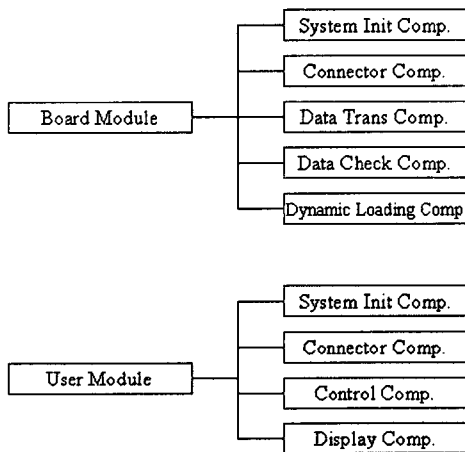 System Init Comp.
Connector Comp.
Board Module
Data Trans Comp.
Data Check Comp.
Dynamic Loading Comp
System Init Comp.
Connector Comp.
User Module
Control Comp.
Display Comp.